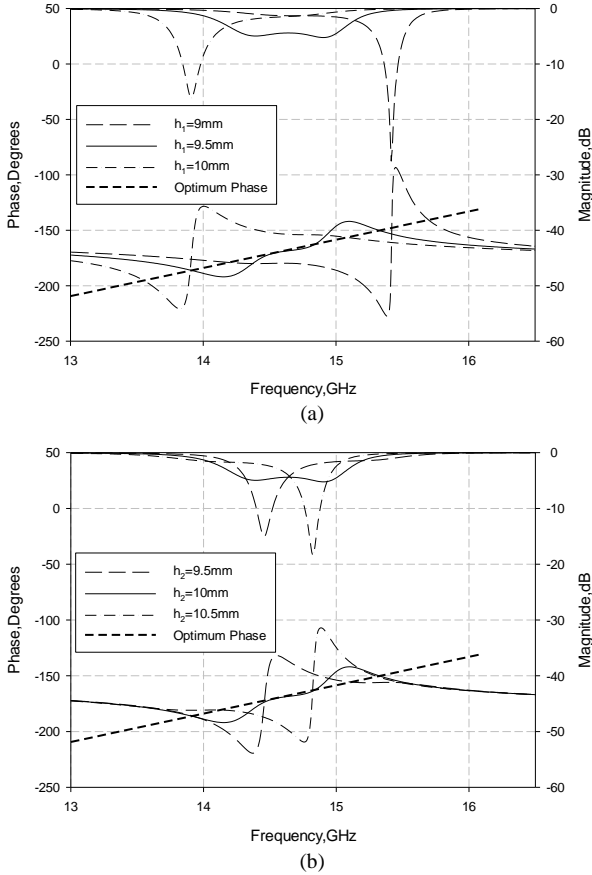 50
0
50
-100
-150
-200
-250
0
-10
-20
-30
-40
-50
-60
13
14
15
16
Phase,Degrees
Magnitude,dB
h1=9mm
h1=9.5mm
h1=10mm
Optimum Phase
Frequency,GHz
(a)
50
0
50
-100
-150
-200
-250
0
-10
-20
-30
-40
-50
-60
13
14
15
16
Phase,Degrees
Magnitude,dB
h2=9.5mm
h2=10mm
h2=10.5mm
Optimum Phase
Frequency,GHz
(b)